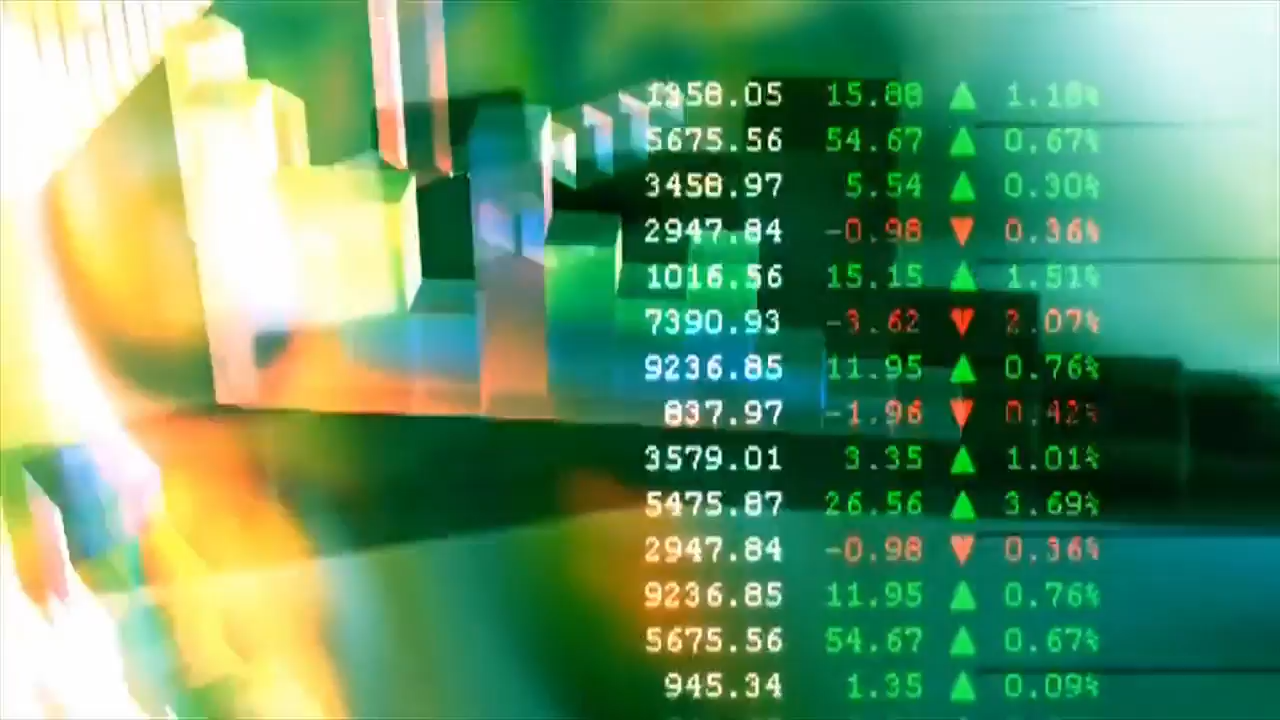 1358.05 15.88 ▲ 1.18%
5675.56 54.67 ▲ 0.67%
3458.97 5.54 ▲ 0.30%
2947.84 -0.98 ▼ 0.36%
1016.56 15.15 ▲ 1.51%
7390.93 -3.62 ▼ 2.07%
9236.85 11.95 ▲ 0.76%
837.97 -1.96 ▼ 0.42%
3579.01 3.35 ▲ 1.01%
5475.87 26.56 ▲ 3.69%
2947.84 -0.98 ▼ 0.36%
9236.85 11.95 ▲ 0.76%
5675.56 54.67 ▲ 0.67%
945.34 1.35 ▲ 0.09%